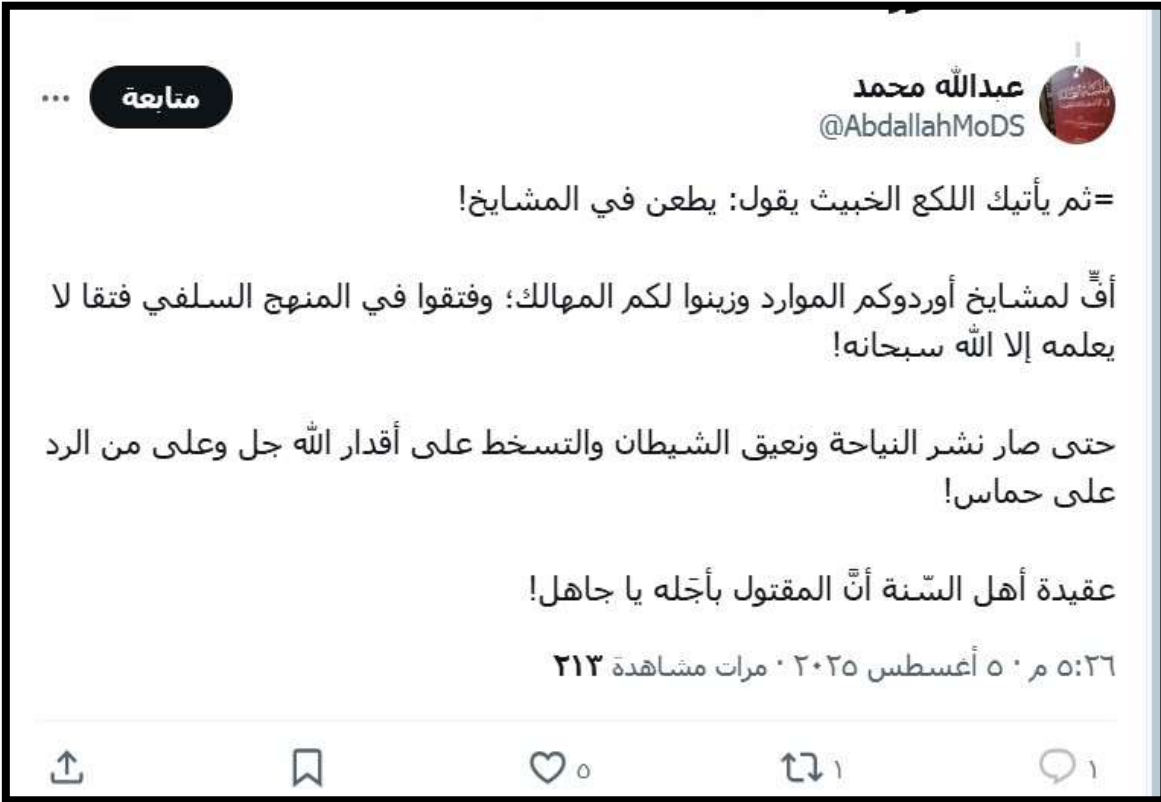 عبدالله محمد
@AbdallahMoDS
متابعة
=ثم يأتيك اللكع الخبيث يقول: يطعن في المشايخ!
أفٍّ لمشايخ أوردوكم الموارد وزينوا لكم المهالك؛ وفتقوا في المنهج السلفي فتقا لا
يعلمه إلا الله سبحانه!
حتى صار نشر النياحة ونعيق الشيطان والتسخط على أقدار الله جل وعلى من الرد
على حماس!
عقيدة أهل السّنة أنَّ المقتول بأجَله يا جاهل!
٥:٢٦ م · ٥ أغسطس ٢٠٢٥ · مرات مشاهدة ٢١٣
١ ١ ٥